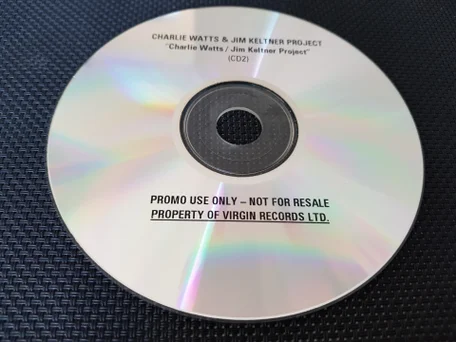 CHARLIE WATTS & JIM KELTNER PROJECT
"Charlie Watts / Jim Keltner Project"
(CD2)
PROMO USE ONLY – NOT FOR RESALE
PROPERTY OF VIRGIN RECORDS LTD.